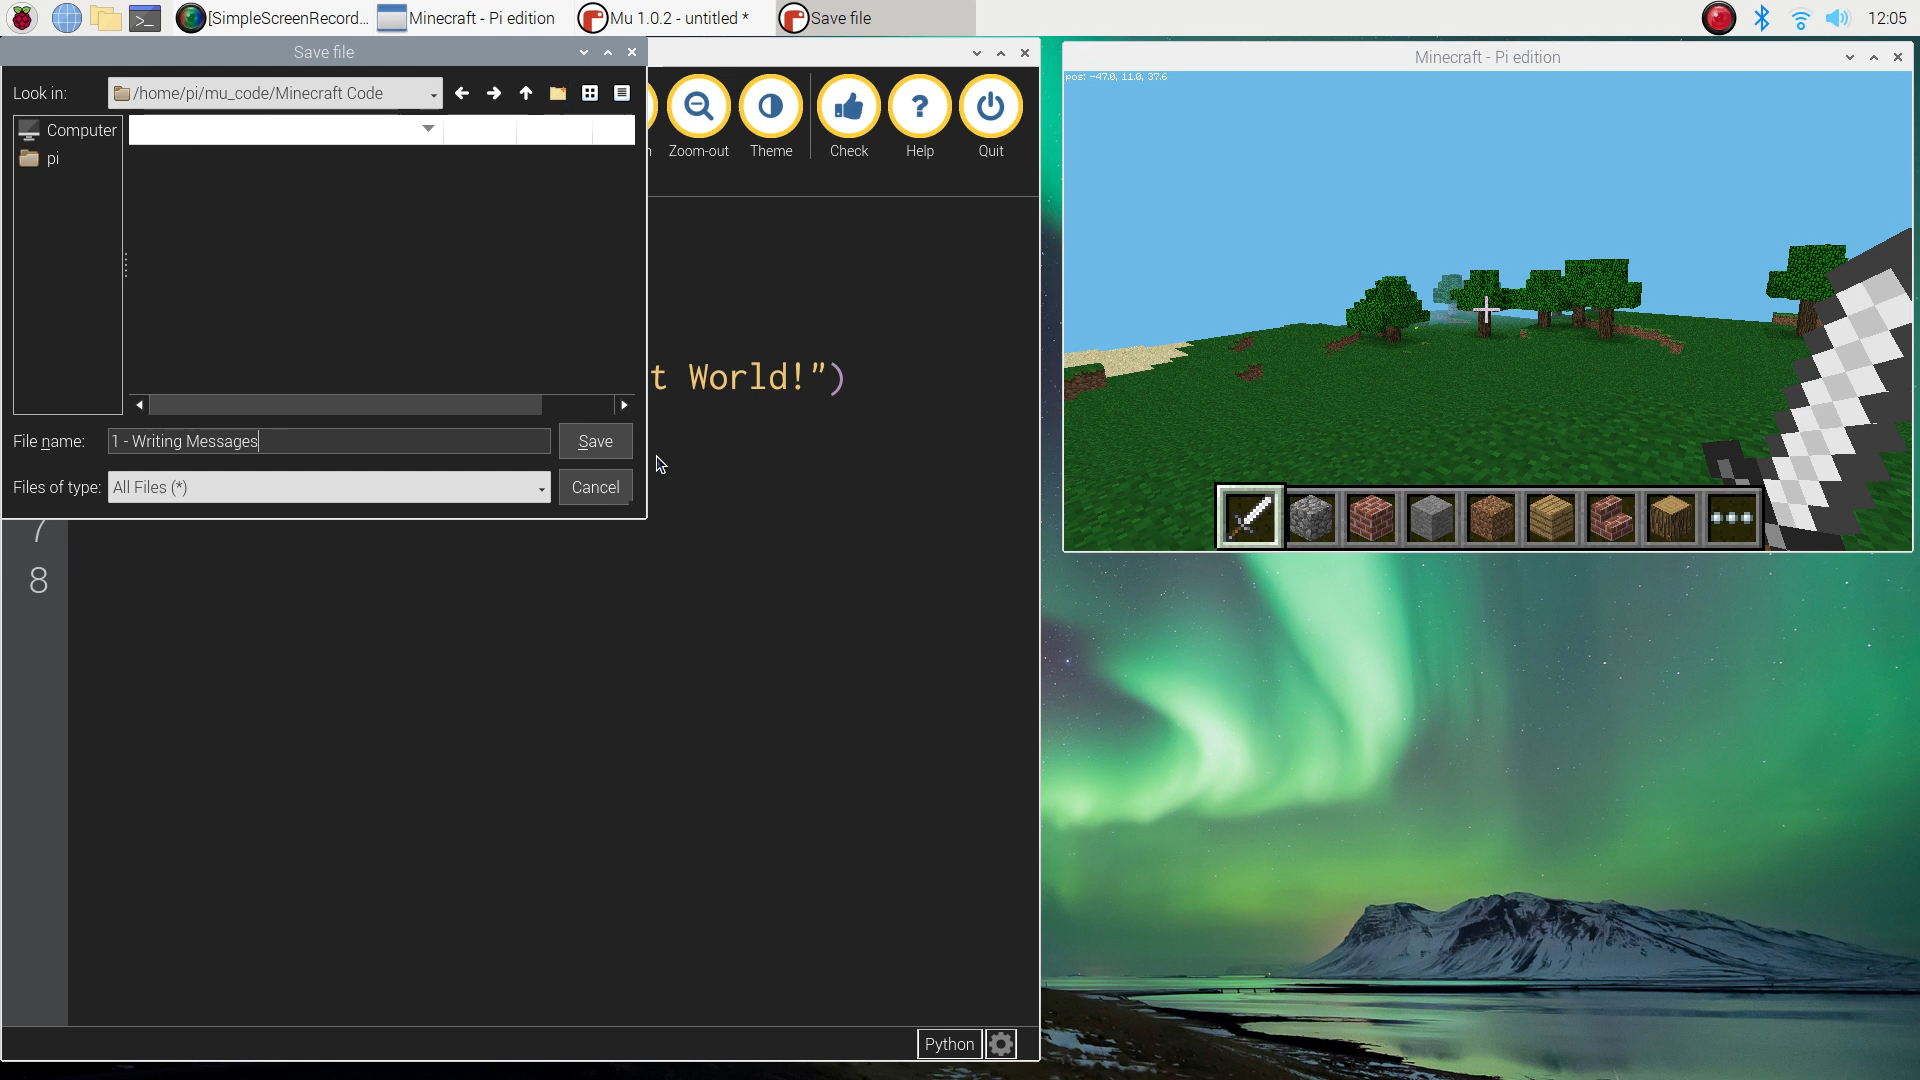 [SimpleScreenRecord...
Minecraft - Pi edition
Mu 1.0.2 - untitled *
Save file
12:05
Save file
Look in:
/home/pi/mu_code/Minecraft Code
Computer
pi
File name:
1 - Writing Messages
Save
Files of type:
All Files (*)
Cancel
Zoom-out
Theme
Check
Help
Quit
t World!")
7
8
Python
Minecraft - Pi edition
pos: -47.0, 11.0, 37.6